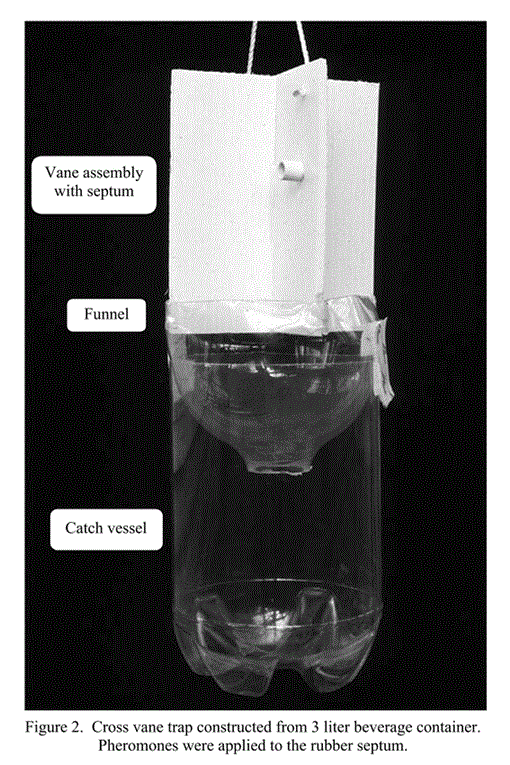 Vane assembly
with septum
Funnel
Catch vessel
Figure 2.  Cross vane trap constructed from 3 liter beverage container.
Pheromones were applied to the rubber septum.